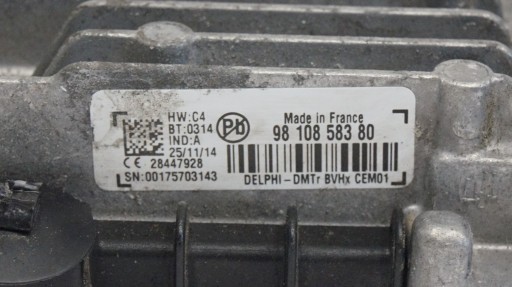 HW:C4
BT:0314
IND:A
25/11/14
CE 28447928
SN:00175703143
Made in France
98 108 583 80
DELPHI-DMTr BVHx CEM01